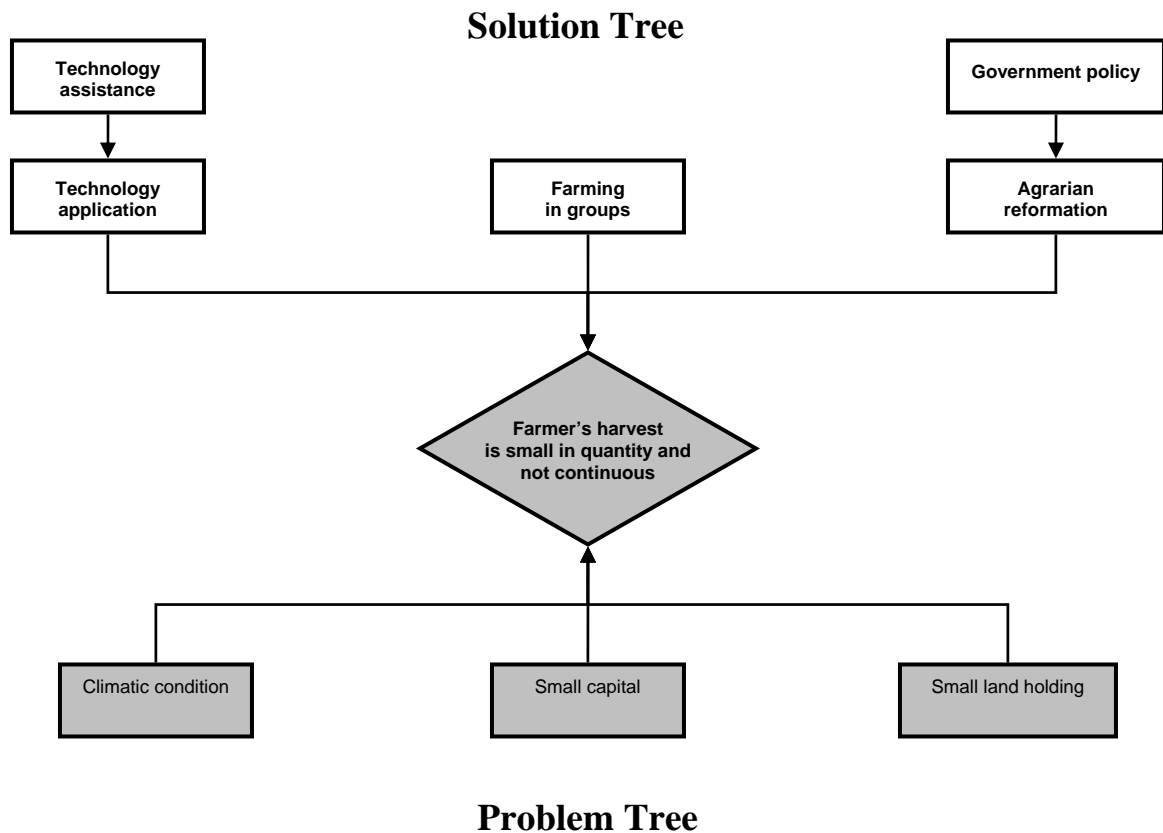 Solution Tree
Technology
assistance
Government policy
Technology
application
Farming
in groups
Agrarian
reformation
Farmer’s harvest
is small in quantity and
not continuous
Climatic condition
Small capital
Small land holding
Problem Tree